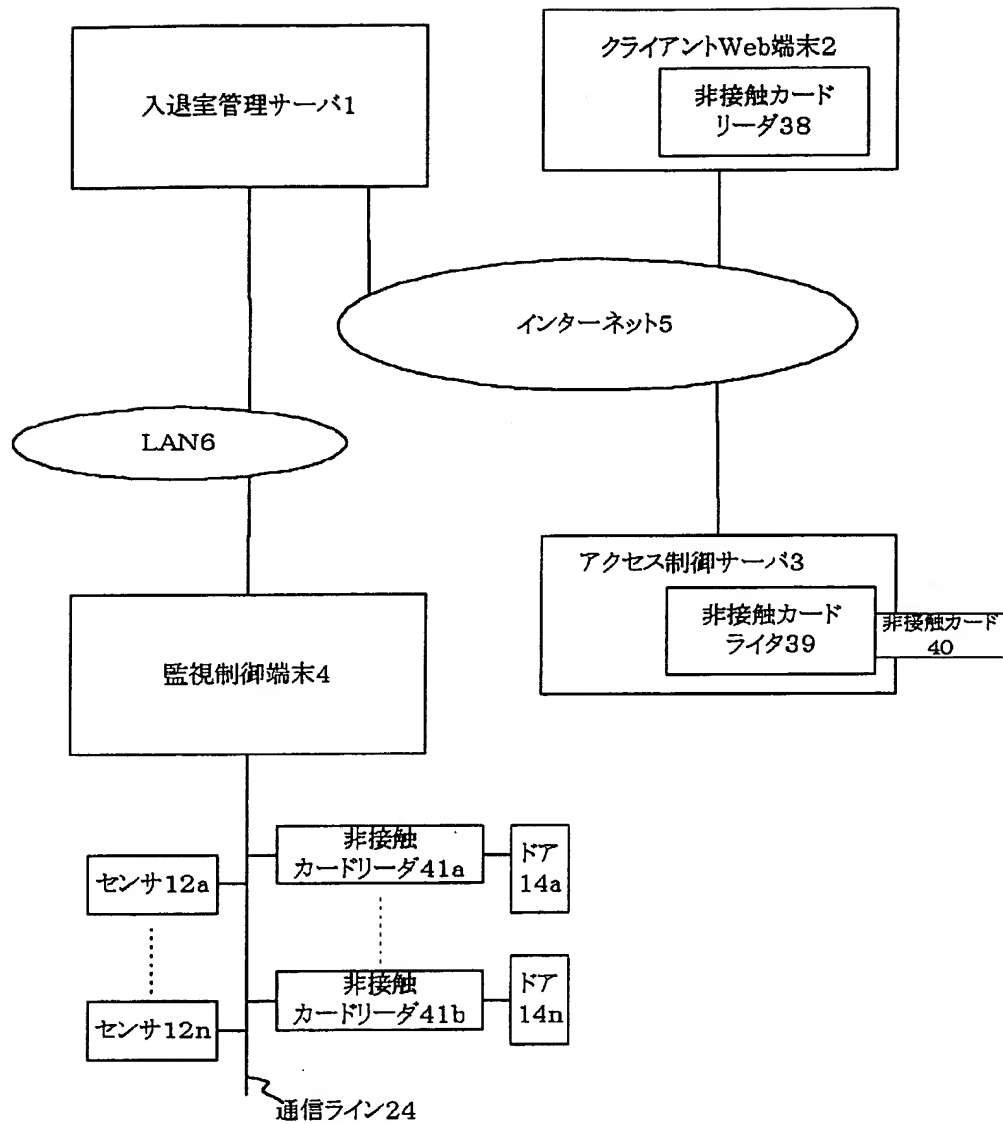 入退室管理サーバ1
クライアントWeb端末2
非接触カード
リーダ38
インターネット5
LAN6
アクセス制御サーバ3
非接触カード
ライタ39
非接触カード
40
監視制御端末4
非接触
カードリーダ41a
ドア
14a
センサ12a
非接触
カードリーダ41b
ドア
14n
センサ12n
通信ライン24